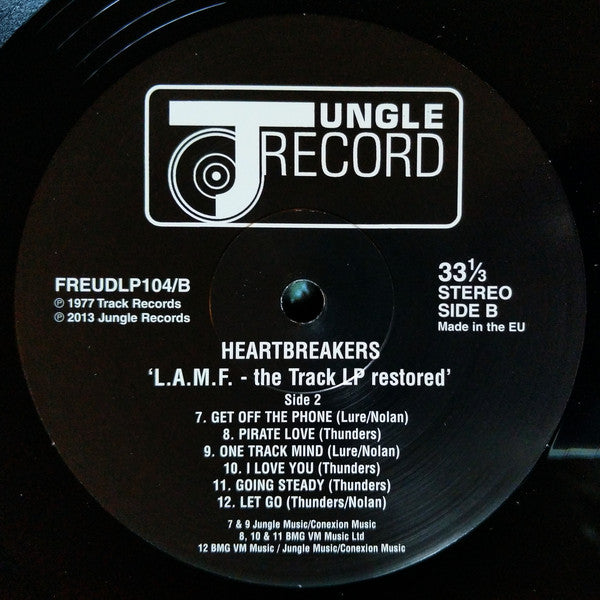 JUNGLE
RECORD
FREUDLP104/B
℗ 1977 Track Records
℗ 2013 Jungle Records
33⅓
STEREO
SIDE B
Made in the EU
HEARTBREAKERS
‘L.A.M.F. - the Track LP restored’
Side 2
7. GET OFF THE PHONE (Lure/Nolan)
8. PIRATE LOVE (Thunders)
9. ONE TRACK MIND (Lure/Nolan)
10. I LOVE YOU (Thunders)
11. GOING STEADY (Thunders)
12. LET GO (Thunders/Nolan)
7 & 9 Jungle Music/Conexion Music
8, 10 & 11 BMG VM Music Ltd
12 BMG VM Music / Jungle Music/Conexion Music